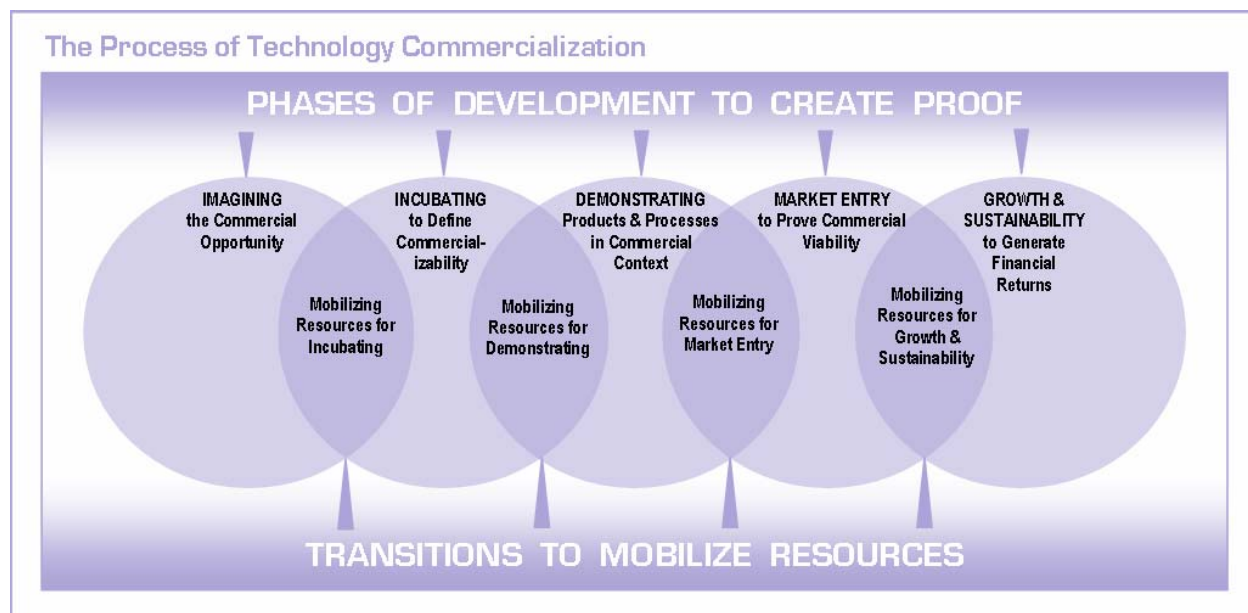 The Process of Technology Commercialization
PHASES OF DEVELOPMENT TO CREATE PROOF
IMAGINING
the Commercial
Opportunity
INCUBATING
to Define
Commercial-
izability
DEMONSTRATING
Products & Processes
in Commercial
Context
MARKET ENTRY
to Prove Commercial
Viability
GROWTH &
SUSTAINABILITY
to Generate
Financial
Returns
Mobilizing
Resources for
Incubating
Mobilizing
Resources for
Demonstrating
Mobilizing
Resources for
Market Entry
Mobilizing
Resources for
Growth &
Sustainability
TRANSITIONS TO MOBILIZE RESOURCES